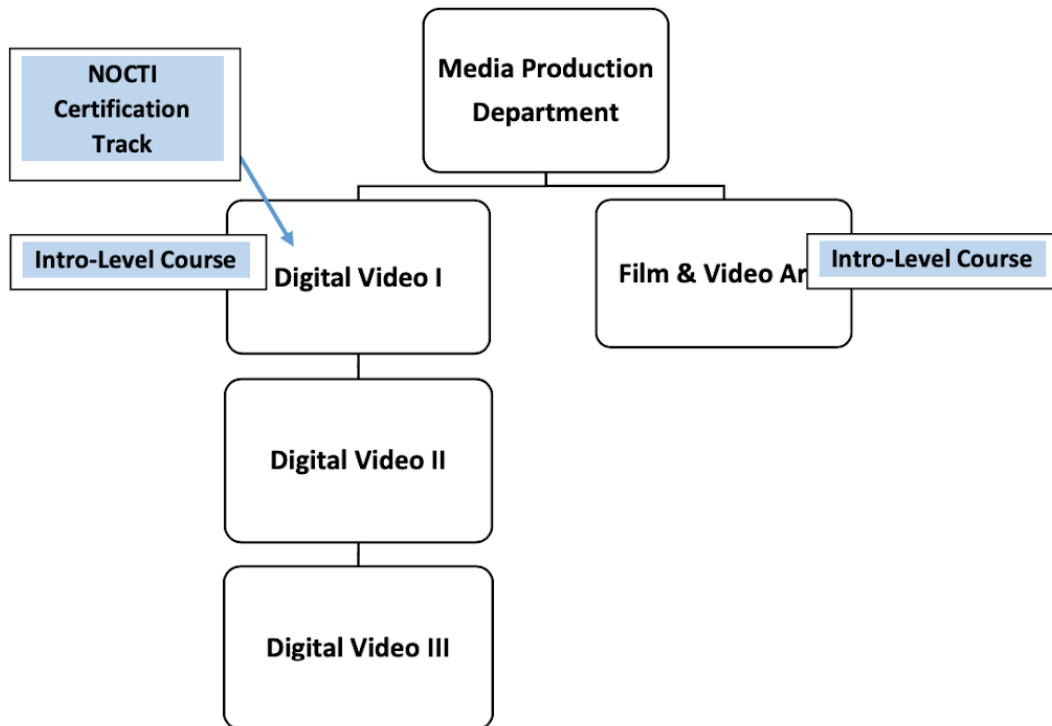 NOCTI
Certification
Track
Media Production
Department
Intro-Level Course
Digital Video I
Film & Video Ar
Intro-Level Course
Digital Video II
Digital Video III